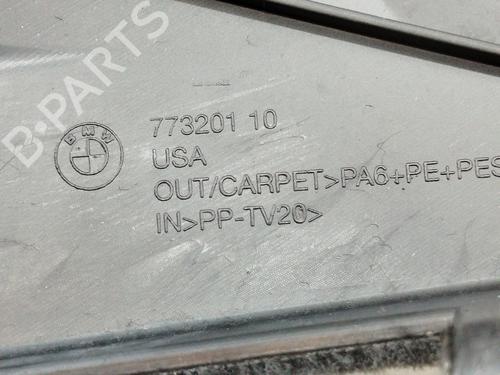 B-PARTS
BMW
773201 10
USA
OUT/CARPET>PA6+PE+PES
IN>PP-TV20>